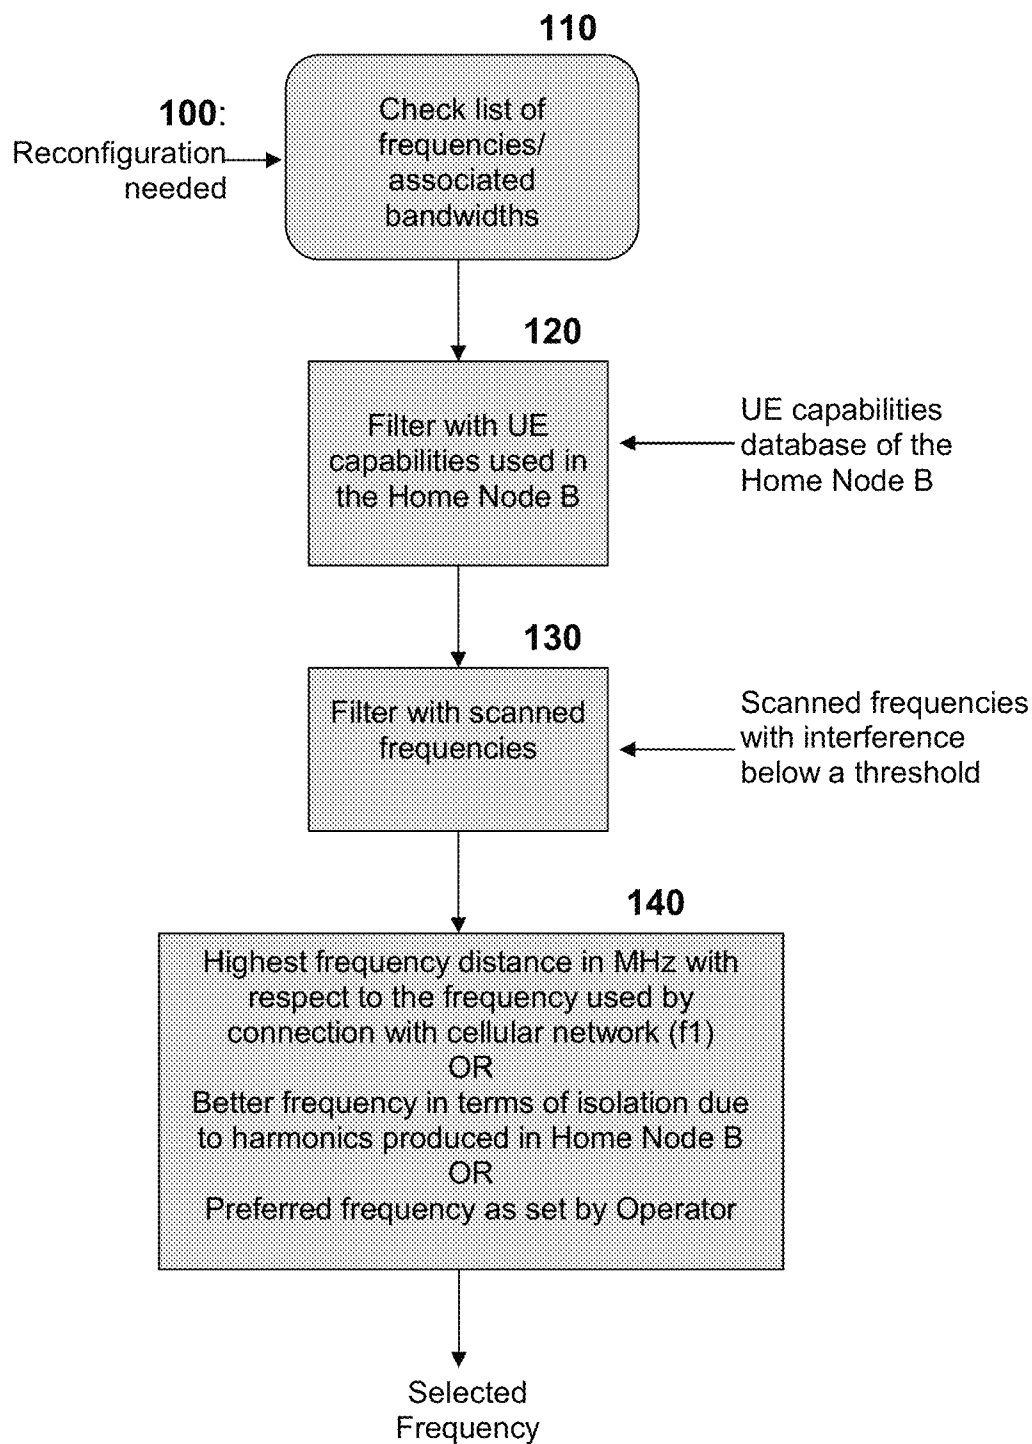 110
Check list of
frequencies/
associated
bandwidths
100:
Reconfiguration
needed
120
Filter with UE
capabilities used in
the Home Node B
UE capabilities
database of the
Home Node B
130
Filter with scanned
frequencies
Scanned frequencies
with interference
below a threshold
140
Highest frequency distance in MHz with
respect to the frequency used by
connection with cellular network (f1)
OR
Better frequency in terms of isolation due
to harmonics produced in Home Node B
OR
Preferred frequency as set by Operator
Selected
Frequency